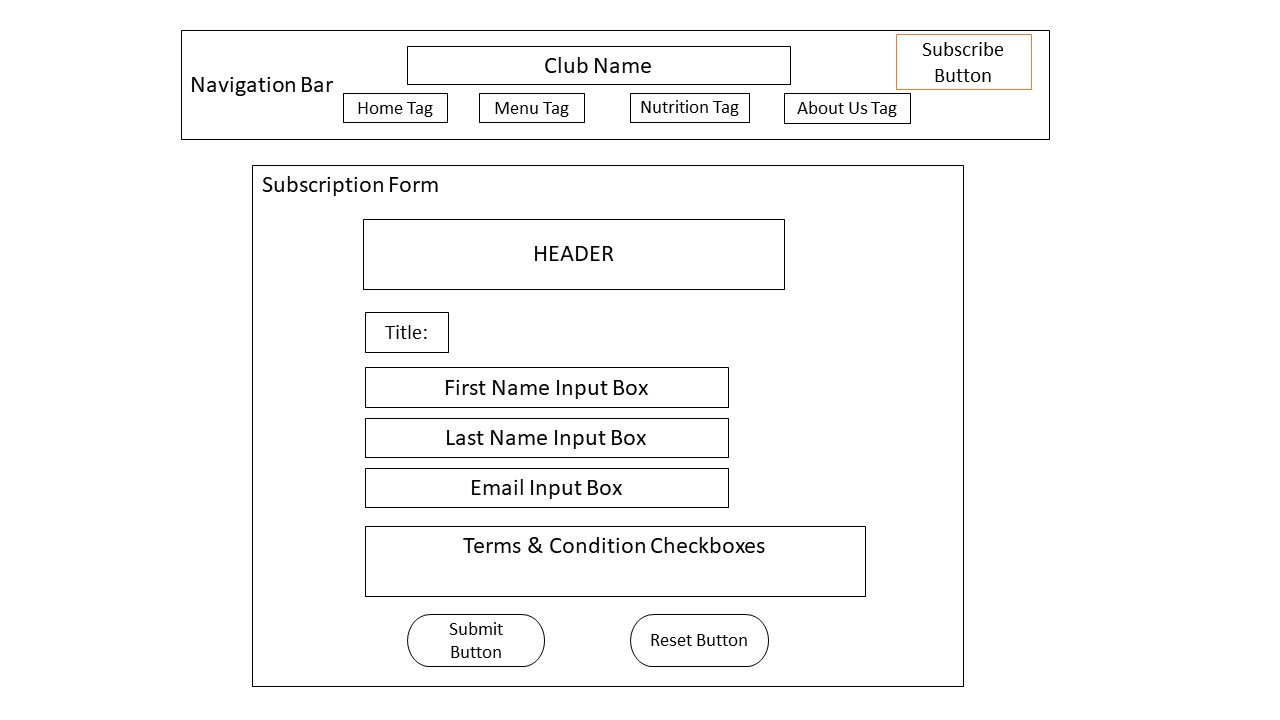 Navigation Bar
Club Name
Subscribe
Button
Home Tag
Menu Tag
Nutrition Tag
About Us Tag
Subscription Form
HEADER
Title:
First Name Input Box
Last Name Input Box
Email Input Box
Terms & Condition Checkboxes
Submit
Button
Reset Button